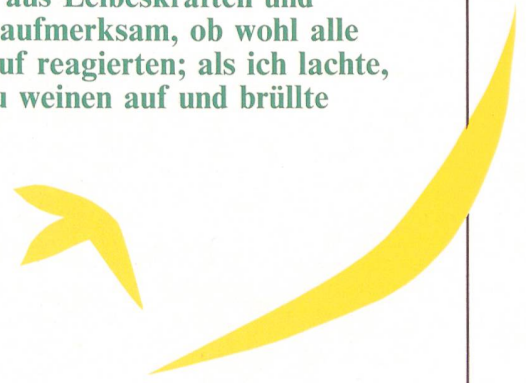 aus Leibeskräften und
aufmerksam, ob wohl alle
uf reagierten; als ich lachte,
u weinen auf und brüllte